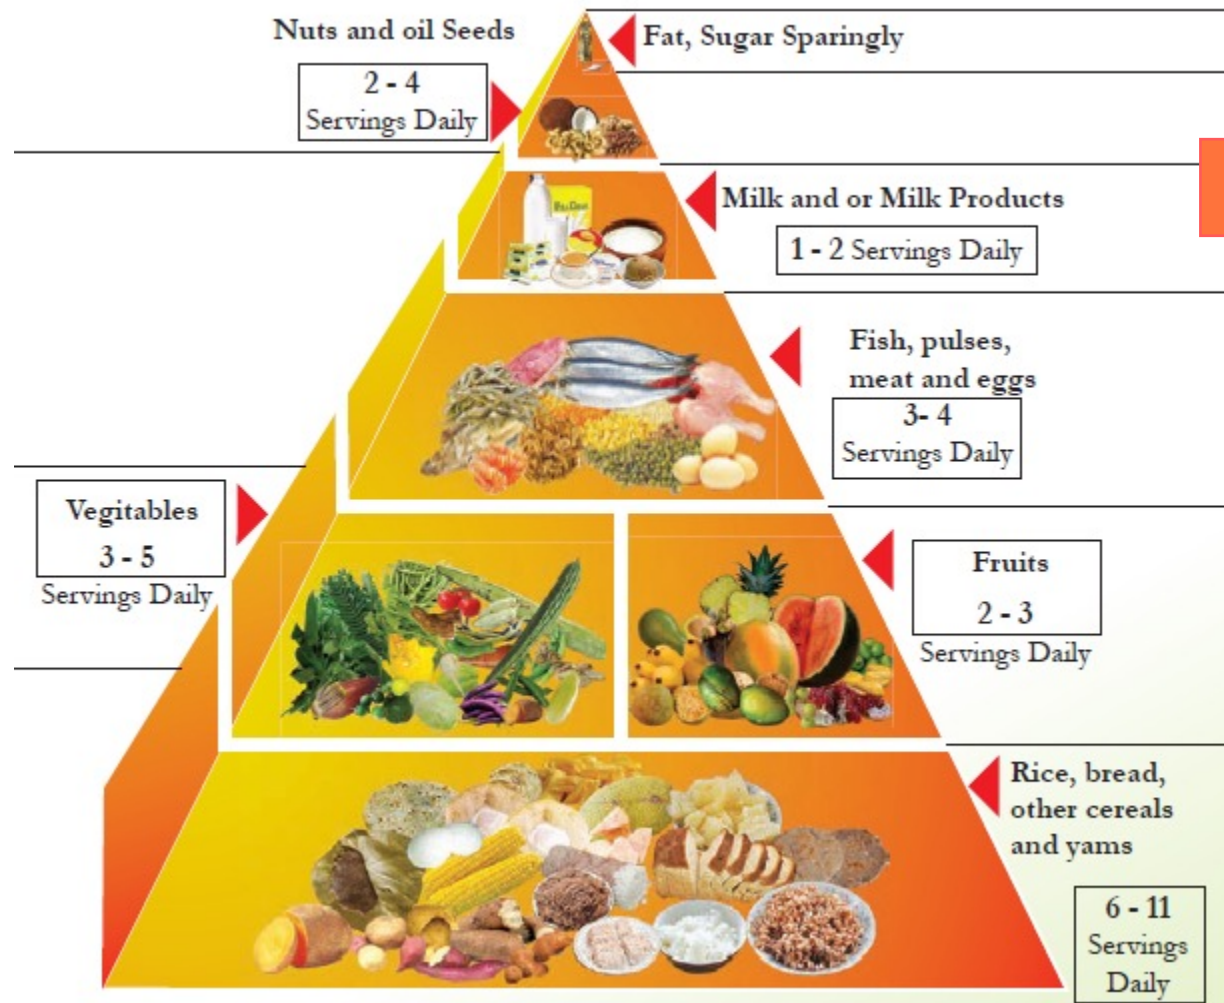 Nuts and oil Seeds
2 - 4
Servings Daily
Fat, Sugar Sparingly
Milk and or Milk Products
1 - 2 Servings Daily
Fish, pulses,
meat and eggs
3- 4
Servings Daily
Vegitables
3 - 5
Servings Daily
Fruits
2 - 3
Servings Daily
Rice, bread,
other cereals
and yams
6 - 11
Servings
Daily